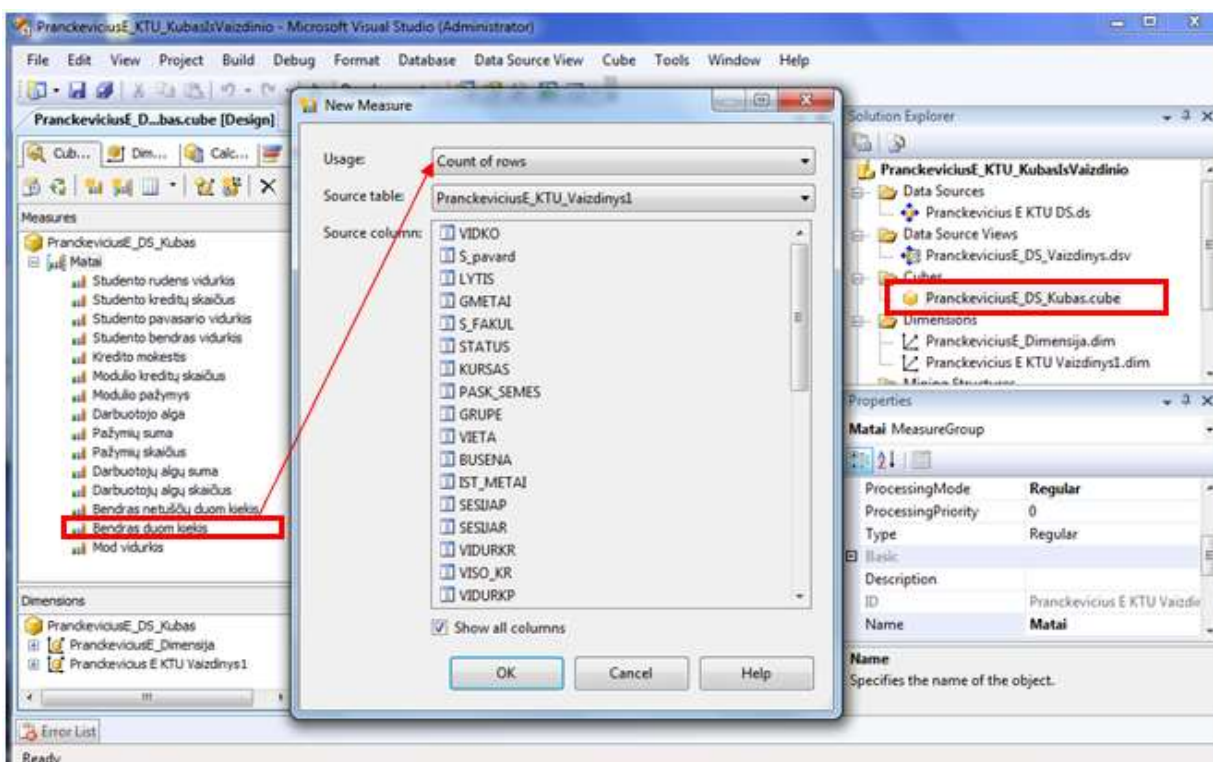 PranckeviciusE_KTU_KubasIsVaizdinio - Microsoft Visual Studio (Administrator)
File Edit View Project Build Debug Format Database Data Source View Cube Tools Window Help
PranckeviciusE_D...bas.cube [Design]
Cub... Dim... Calc...
Measures
PranckeviciusE_DS_Kubas
Matai
Studento rudens vidurkis
Studento kreditų skaičius
Studento pavasario vidurkis
Studento bendras vidurkis
Kredito mokestis
Modulio kreditų skaičius
Modulio pažymys
Darbuotojo alga
Pažymių suma
Pažymių skaičius
Darbuotojų algų suma
Darbuotojų algų skaičius
Bendras netuščių duom kiekis
Bendras duom kiekis
Mod vidurkis
Dimensions
PranckeviciusE_DS_Kubas
PranckeviciusE_Dimensija
Pranckevicius E KTU Vaizdinys1
New Measure
Usage: Count of rows
Source table: PranckeviciusE_KTU_Vaizdinys1
Source column: VIDKO
S_pavard
LYTIS
GMETAI
S_FAKUL
STATUS
KURSAS
PASK_SEMES
GRUPE
VIETA
BUSENA
IST_METAI
SESIJAP
SESIJAR
VIDURKR
VISO_KR
VIDURKP
Show all columns
OK Cancel Help
Solution Explorer
PranckeviciusE_KTU_KubasIsVaizdinio
Data Sources
Pranckevicius E KTU DS.ds
Data Source Views
PranckeviciusE_DS_Vaizdinys.dsv
Cubes
PranckeviciusE_DS_Kubas.cube
Dimensions
PranckeviciusE_Dimensija.dim
Pranckevicius E KTU Vaizdinys1.dim
Mining Structures
Properties
Matai MeasureGroup
ProcessingMode Regular
ProcessingPriority 0
Type Regular
Basic
Description
ID Pranckevicius E KTU Vaizdin
Name Matai
Name
Specifies the name of the object.
Error List
Ready